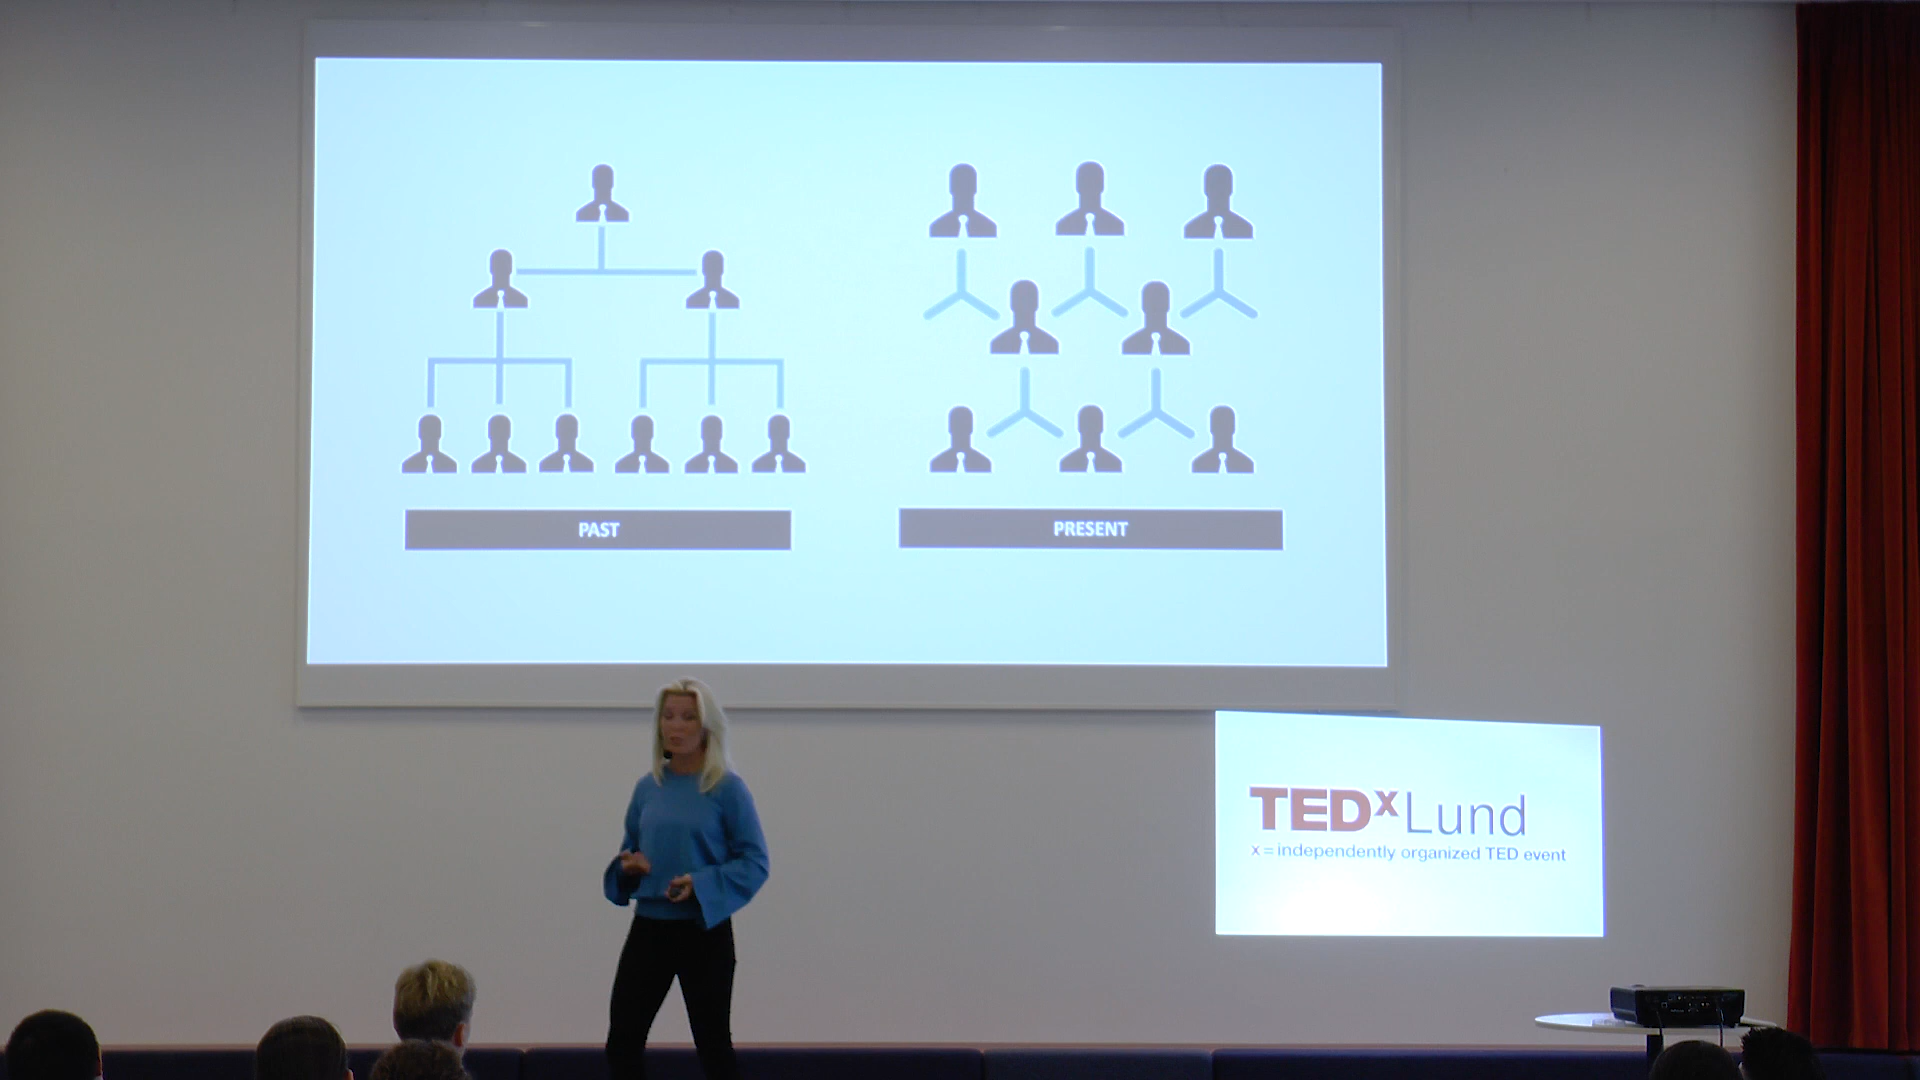 PAST
PRESENT
TEDxLund
x = independently organized TED event